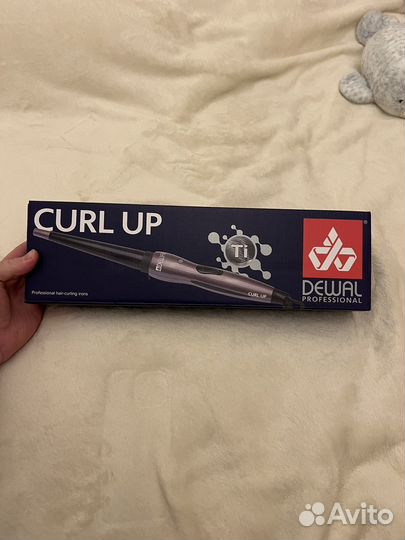 CURL UP
Ti
CURL UP
Professional hair-curling irons
DEWAL
PROFESSIONAL
Avito